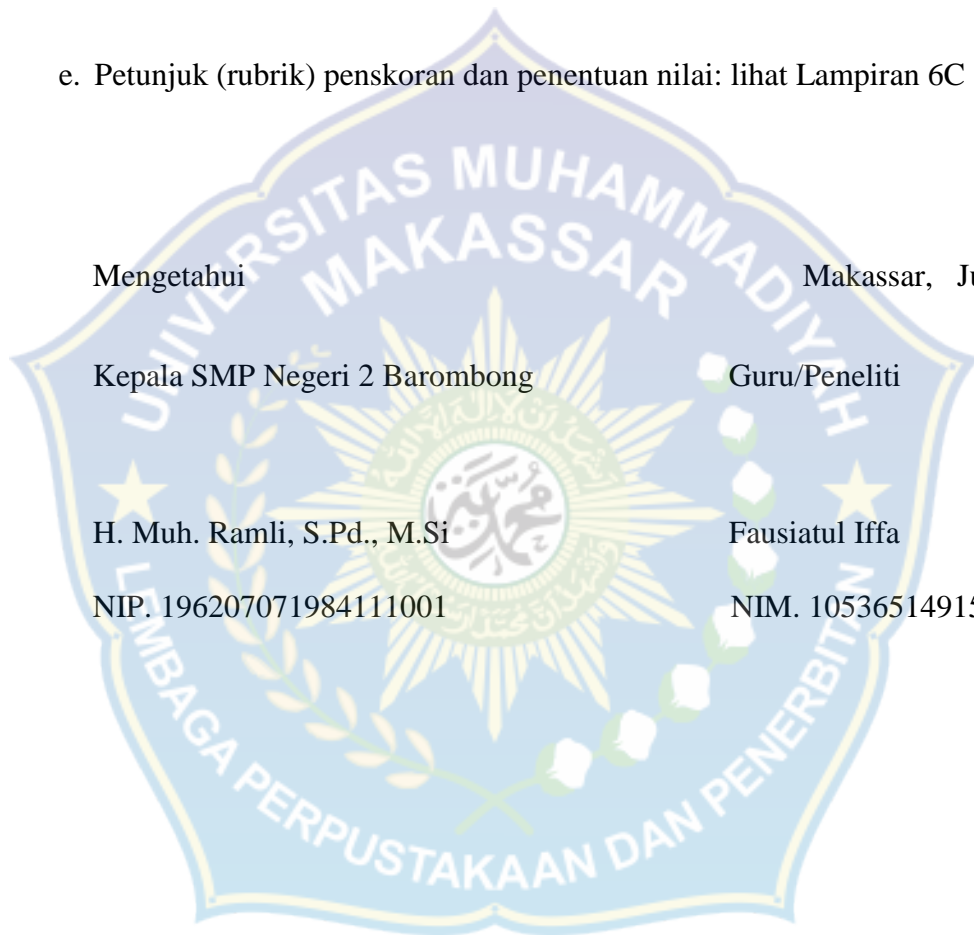 e. Petunjuk (rubrik) penskoran dan penentuan nilai: lihat Lampiran 6C
UNIVERSITAS MUHAMMADIYAH
MAKASSAR
Mengetahui Makassar,
Kepala SMP Negeri 2 Barombong Guru/Peneliti
H. Muh. Ramli, S.Pd., M.Si Fausiatul Iffa
NIP. 196207071984111001 NIM. 10536514915
LEMBAGA PERPUSTAKAAN DAN PENERBITAN